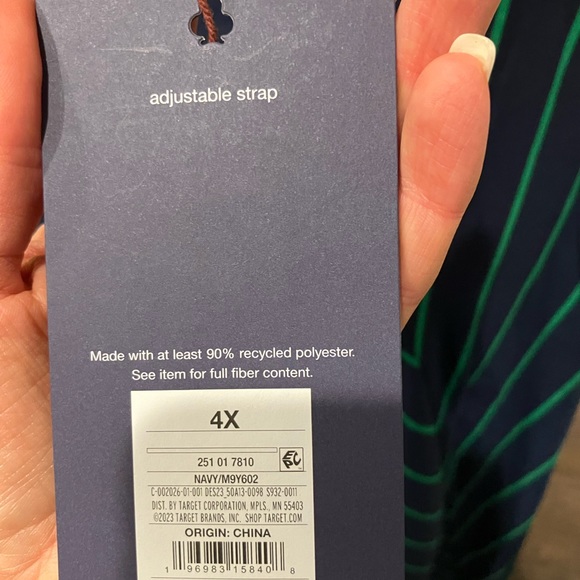 adjustable strap
Made with at least 90% recycled polyester.
See item for full fiber content.
4X
251 01 7810
EPC
NAVY/M9Y602
C-002026-01-001 DES23_50A13-0098 S932-0011
DIST. BY TARGET CORPORATION, MPLS., MN 55403
©2023 TARGET BRANDS, INC. SHOP TARGET.COM
ORIGIN: CHINA
1 96983 15840 8